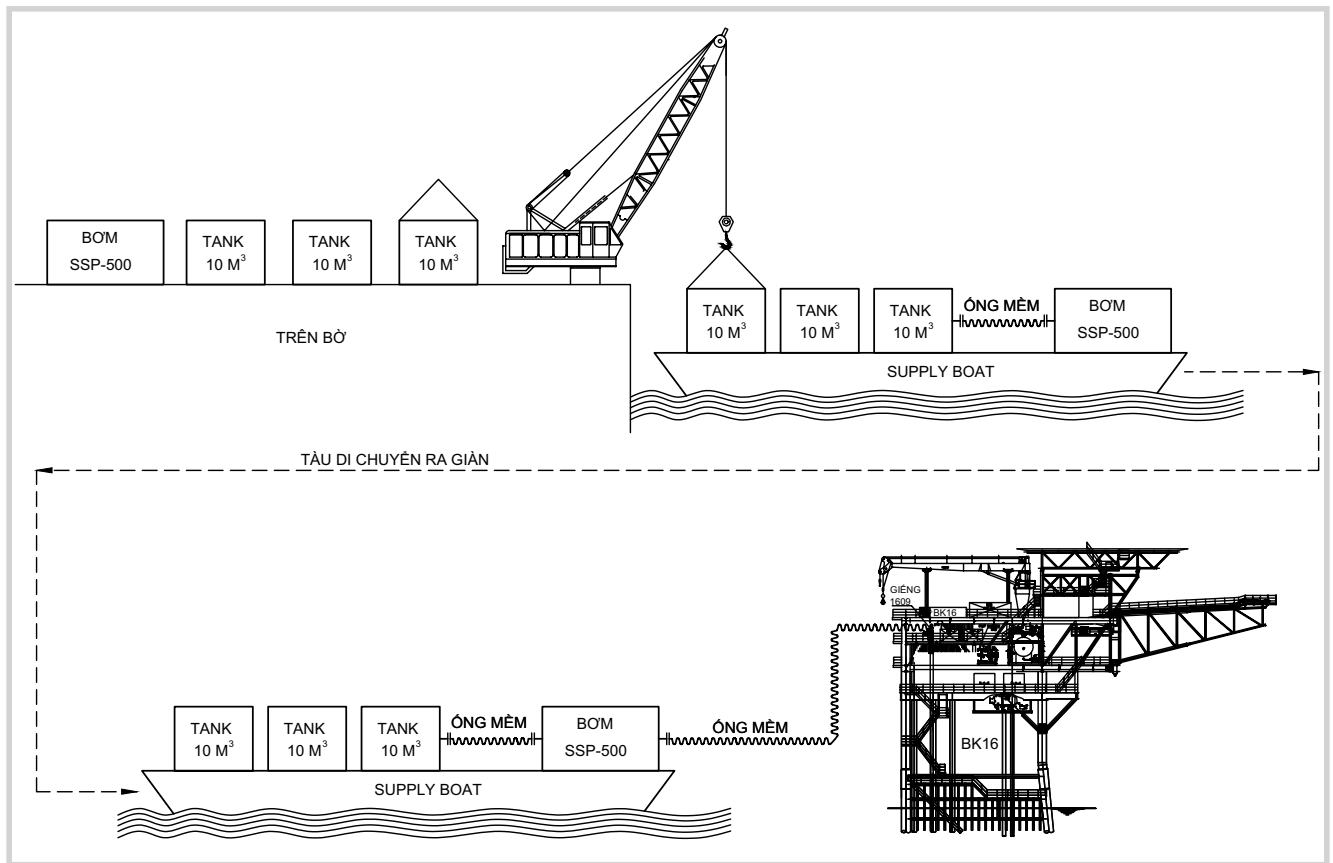 BƠM
SSP-500
TANK
10 M³
TANK
10 M³
TANK
10 M³
TRÊN BỜ
TANK
10 M³
TANK
10 M³
TANK
10 M³
ỐNG MỀM
BƠM
SSP-500
SUPPLY BOAT
TÀU DI CHUYỂN RA GIÀN
TANK
10 M³
TANK
10 M³
TANK
10 M³
ỐNG MỀM
BƠM
SSP-500
ỐNG MỀM
SUPPLY BOAT
GIẾNG
1609
BK16
BK16